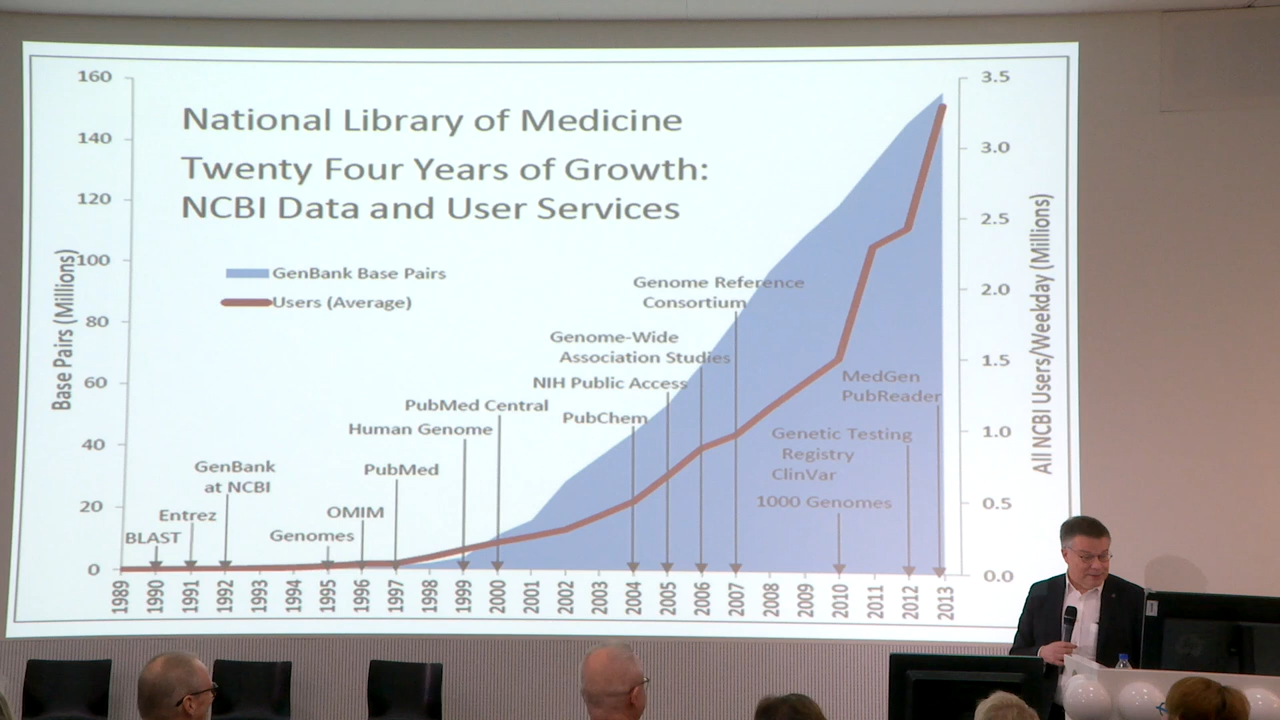 160
140
120
100
80
60
40
20
0
Base Pairs (Millions)
National Library of Medicine
Twenty Four Years of Growth:
NCBI Data and User Services
GenBank Base Pairs
Users (Average)
BLAST
Entrez
GenBank
at NCBI
Genomes
OMIM
PubMed
Human Genome
PubMed Central
PubChem
NIH Public Access
Genome-Wide
Association Studies
Genome Reference
Consortium
1000 Genomes
Genetic Testing
Registry
ClinVar
MedGen
PubReader
3.5
3.0
2.5
2.0
1.5
1.0
0.5
0.0
All NCBI Users/Weekday (Millions)
1989 1990 1991 1992 1993 1994 1995 1996 1997 1998 1999 2000 2001 2002 2003 2004 2005 2006 2007 2008 2009 2010 2011 2012 2013